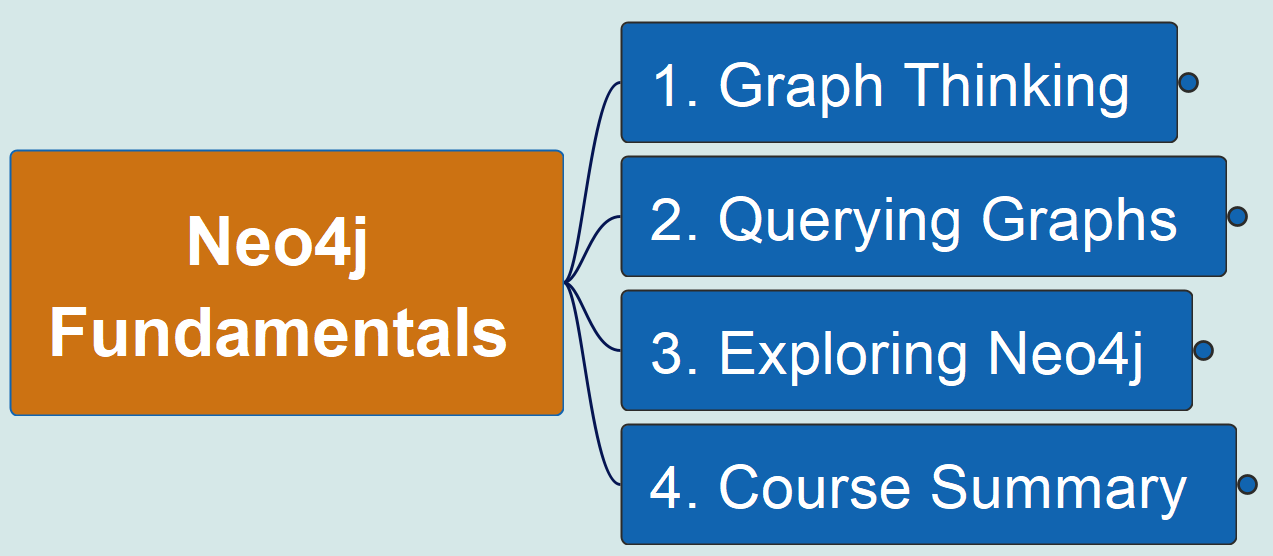 Neo4j
Fundamentals
1. Graph Thinking
2. Querying Graphs
3. Exploring Neo4j
4. Course Summary